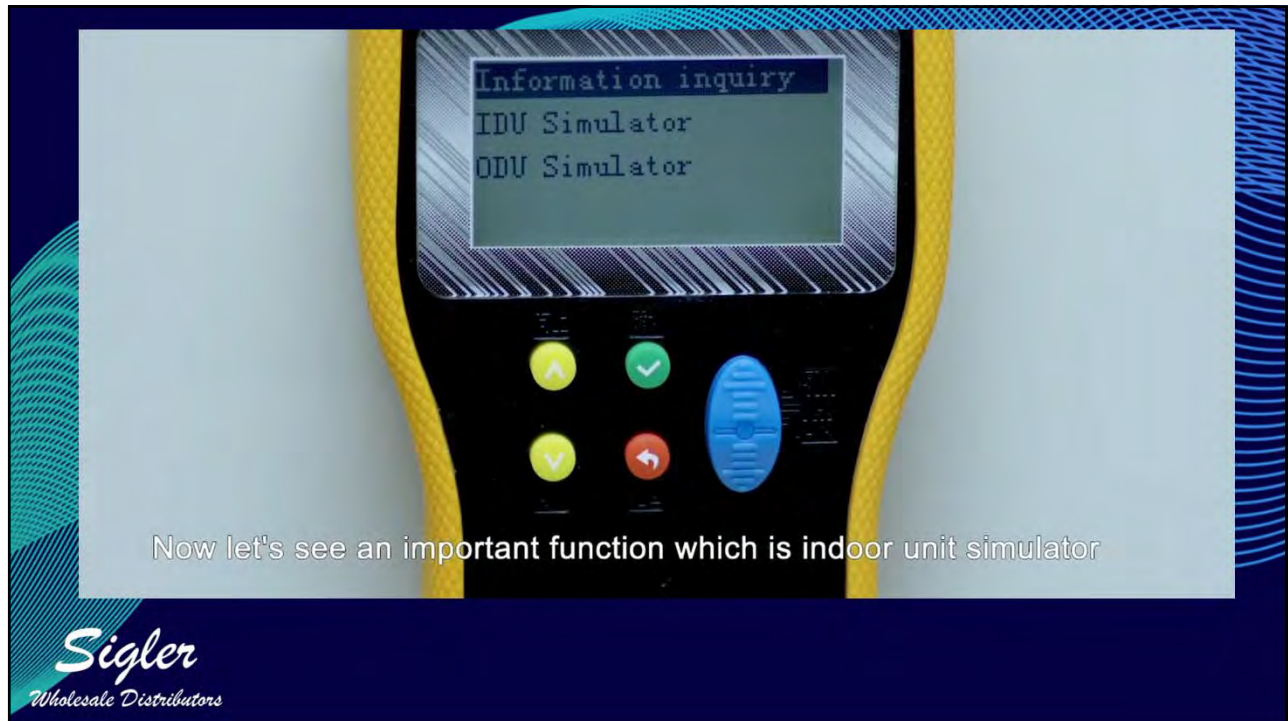 Information inquiry
IDU Simulator
ODU Simulator
Now let's see an important function which is indoor unit simulator
Sigler
Wholesale Distributors